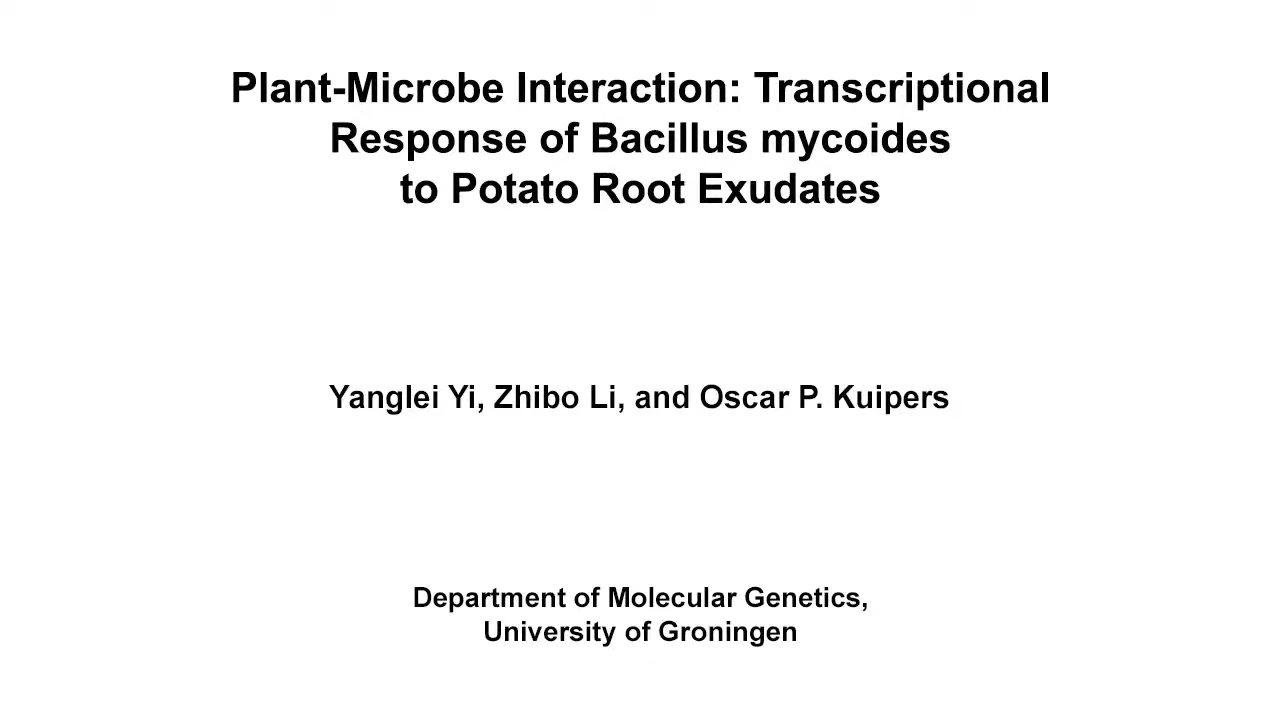 Plant-Microbe Interaction: Transcriptional
Response of Bacillus mycoides
to Potato Root Exudates
Yanglei Yi, Zhibo Li, and Oscar P. Kuipers
Department of Molecular Genetics,
University of Groningen